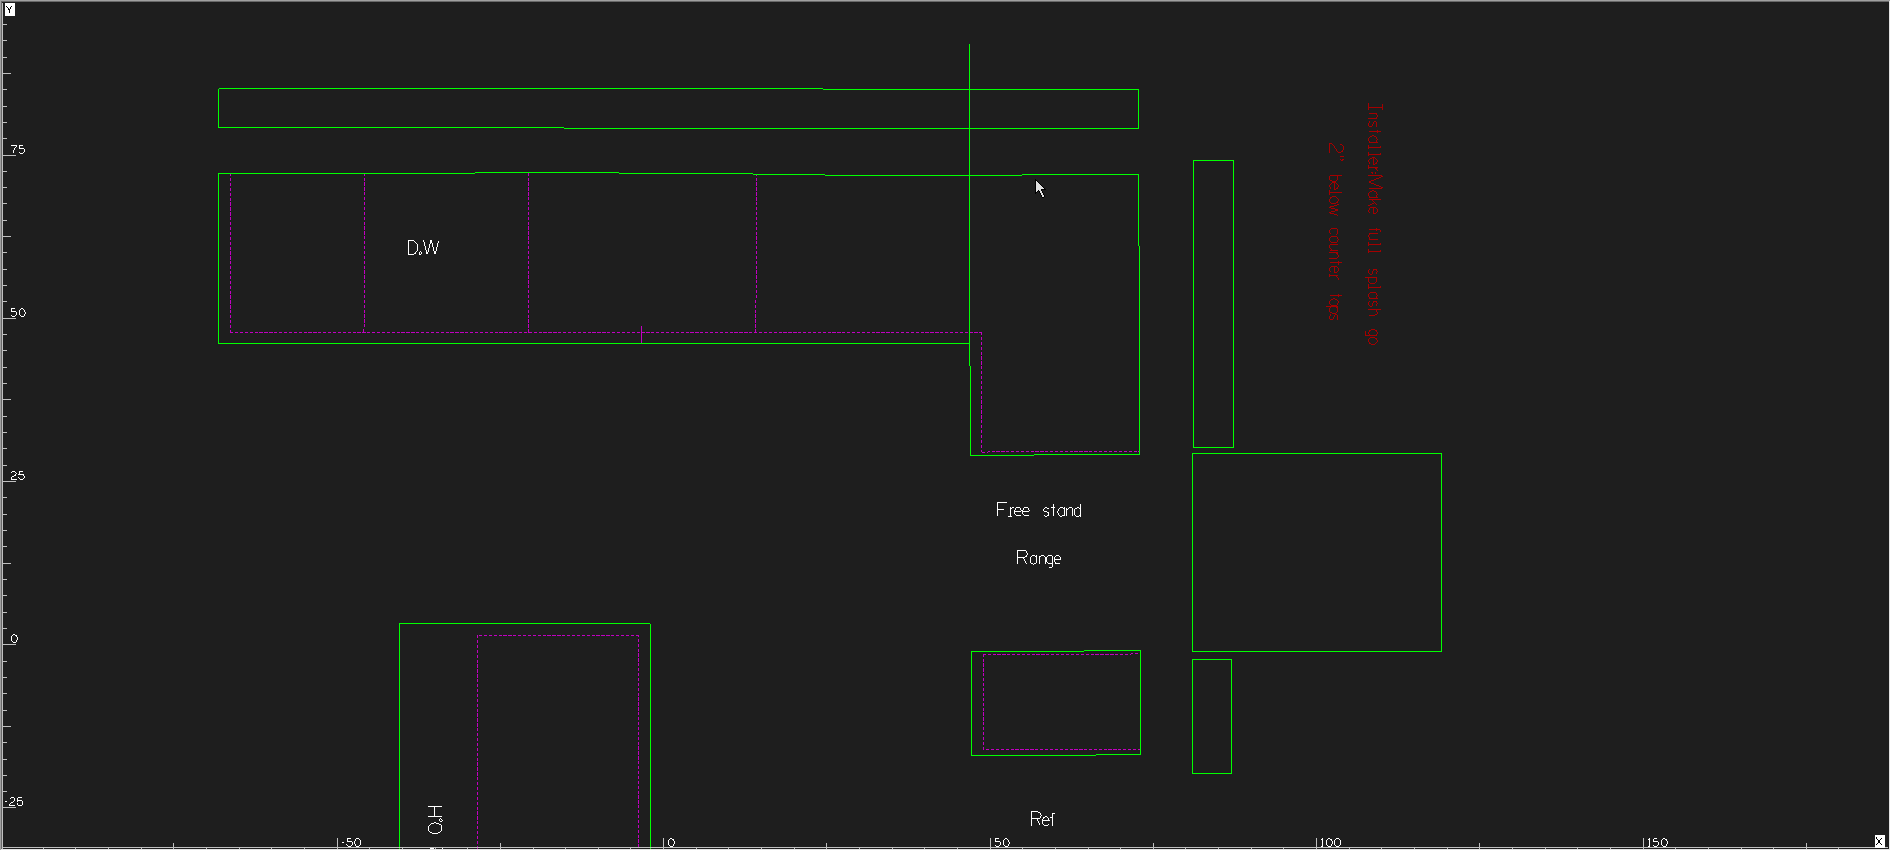 Y
75
50
25
0
-25
D.W
Installer/Make full splash go
2" below counter tops
Free stand
Range
Ref
O.H
-50
0
50
100
150
X